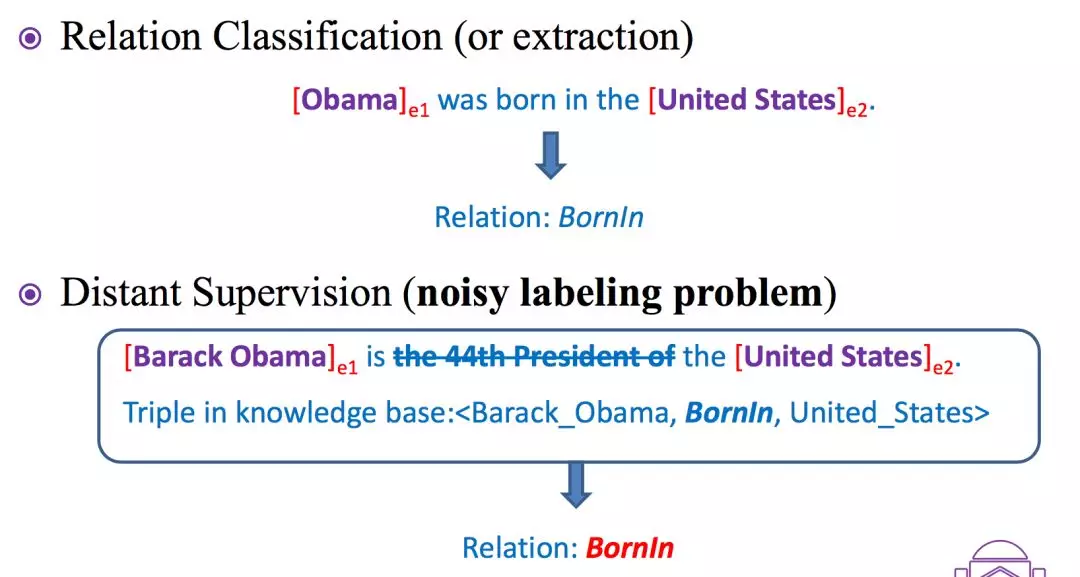 Relation Classification (or extraction)
[Obama]e1 was born in the [United States]e2.
Relation: BornIn
Distant Supervision (noisy labeling problem)
[Barack Obama]e1 is the 44th President of the [United States]e2.
Triple in knowledge base:<Barack_Obama, BornIn, United_States>
Relation: BornIn